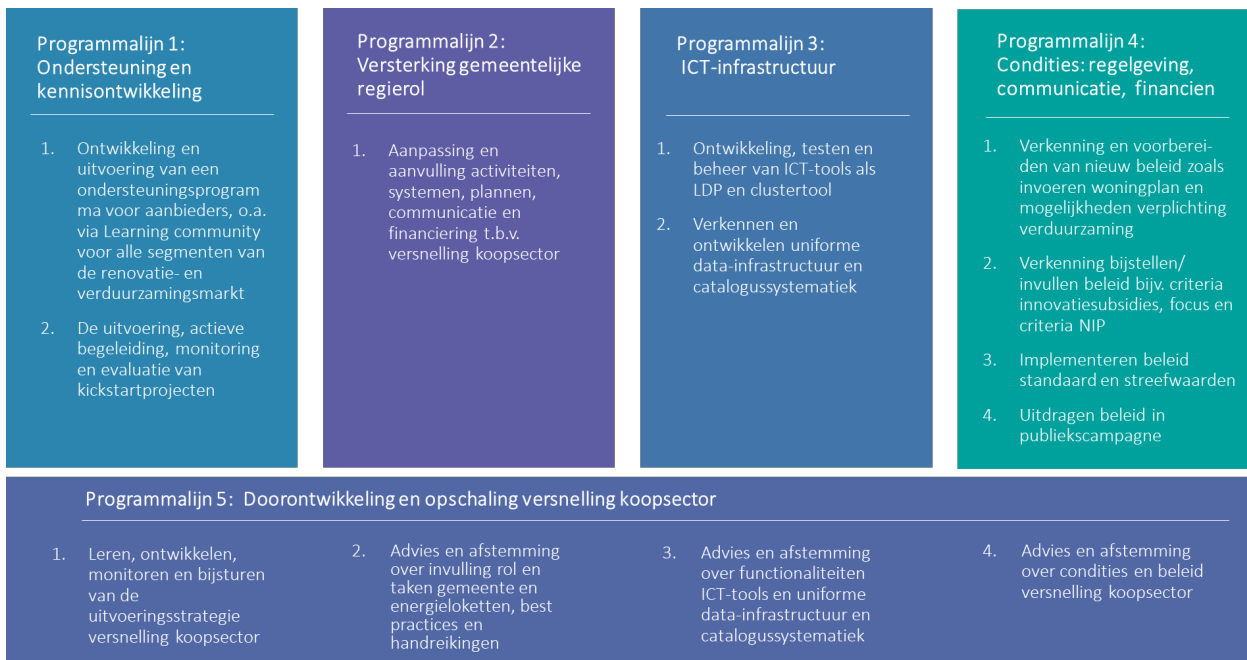 Programmalijn 1:
Ondersteuning en
kennisontwikkeling
1. Ontwikkeling en
uitvoering van een
ondersteuningsprogram
ma voor aanbieders, o.a.
via Learning community
voor alle segmenten van
de renovatie- en
verduurzamingsmarkt
2. De uitvoering, actieve
begeleiding, monitoring
en evaluatie van
kickstartprojecten
Programmalijn 2:
Versterking gemeentelijke
regierol
1. Aanpassing en
aanvulling activiteiten,
systemen, plannen,
communicatie en
financiering t.b.v.
versnelling koopsector
Programmalijn 3:
ICT-infrastructuur
1. Ontwikkeling, testen en
beheer van ICT-tools als
LDP en clustertool
2. Verkennen en
ontwikkelen uniforme
data-infrastructuur en
catalogussystematiek
Programmalijn 4:
Condities: regelgeving,
communicatie, financien
1. Verkenning en voorberei-
den van nieuw beleid zoals
invoeren woningplan en
mogelijkheden verplichting
verduurzaming
2. Verkenning bijstellen/
invullen beleid bijv. criteria
innovatiesubsidies, focus en
criteria NIP
3. Implementeren beleid
standaard en streefwaarden
4. Uitdragen beleid in
publiekscampagne
Programmalijn 5: Doorontwikkeling en opschaling versnelling koopsector
1. Leren, ontwikkelen,
monitoren en bijsturen
van de
uitvoeringsstrategie
versnelling koopsector
2. Advies en afstemming
over invulling rol en
taken gemeente en
energieloketten, best
practices en
handreikingen
3. Advies en afstemming
over functionaliteiten
ICT-tools en uniforme
data-infrastructuur en
catalogussystematiek
4. Advies en afstemming
over condities en beleid
versnelling koopsector